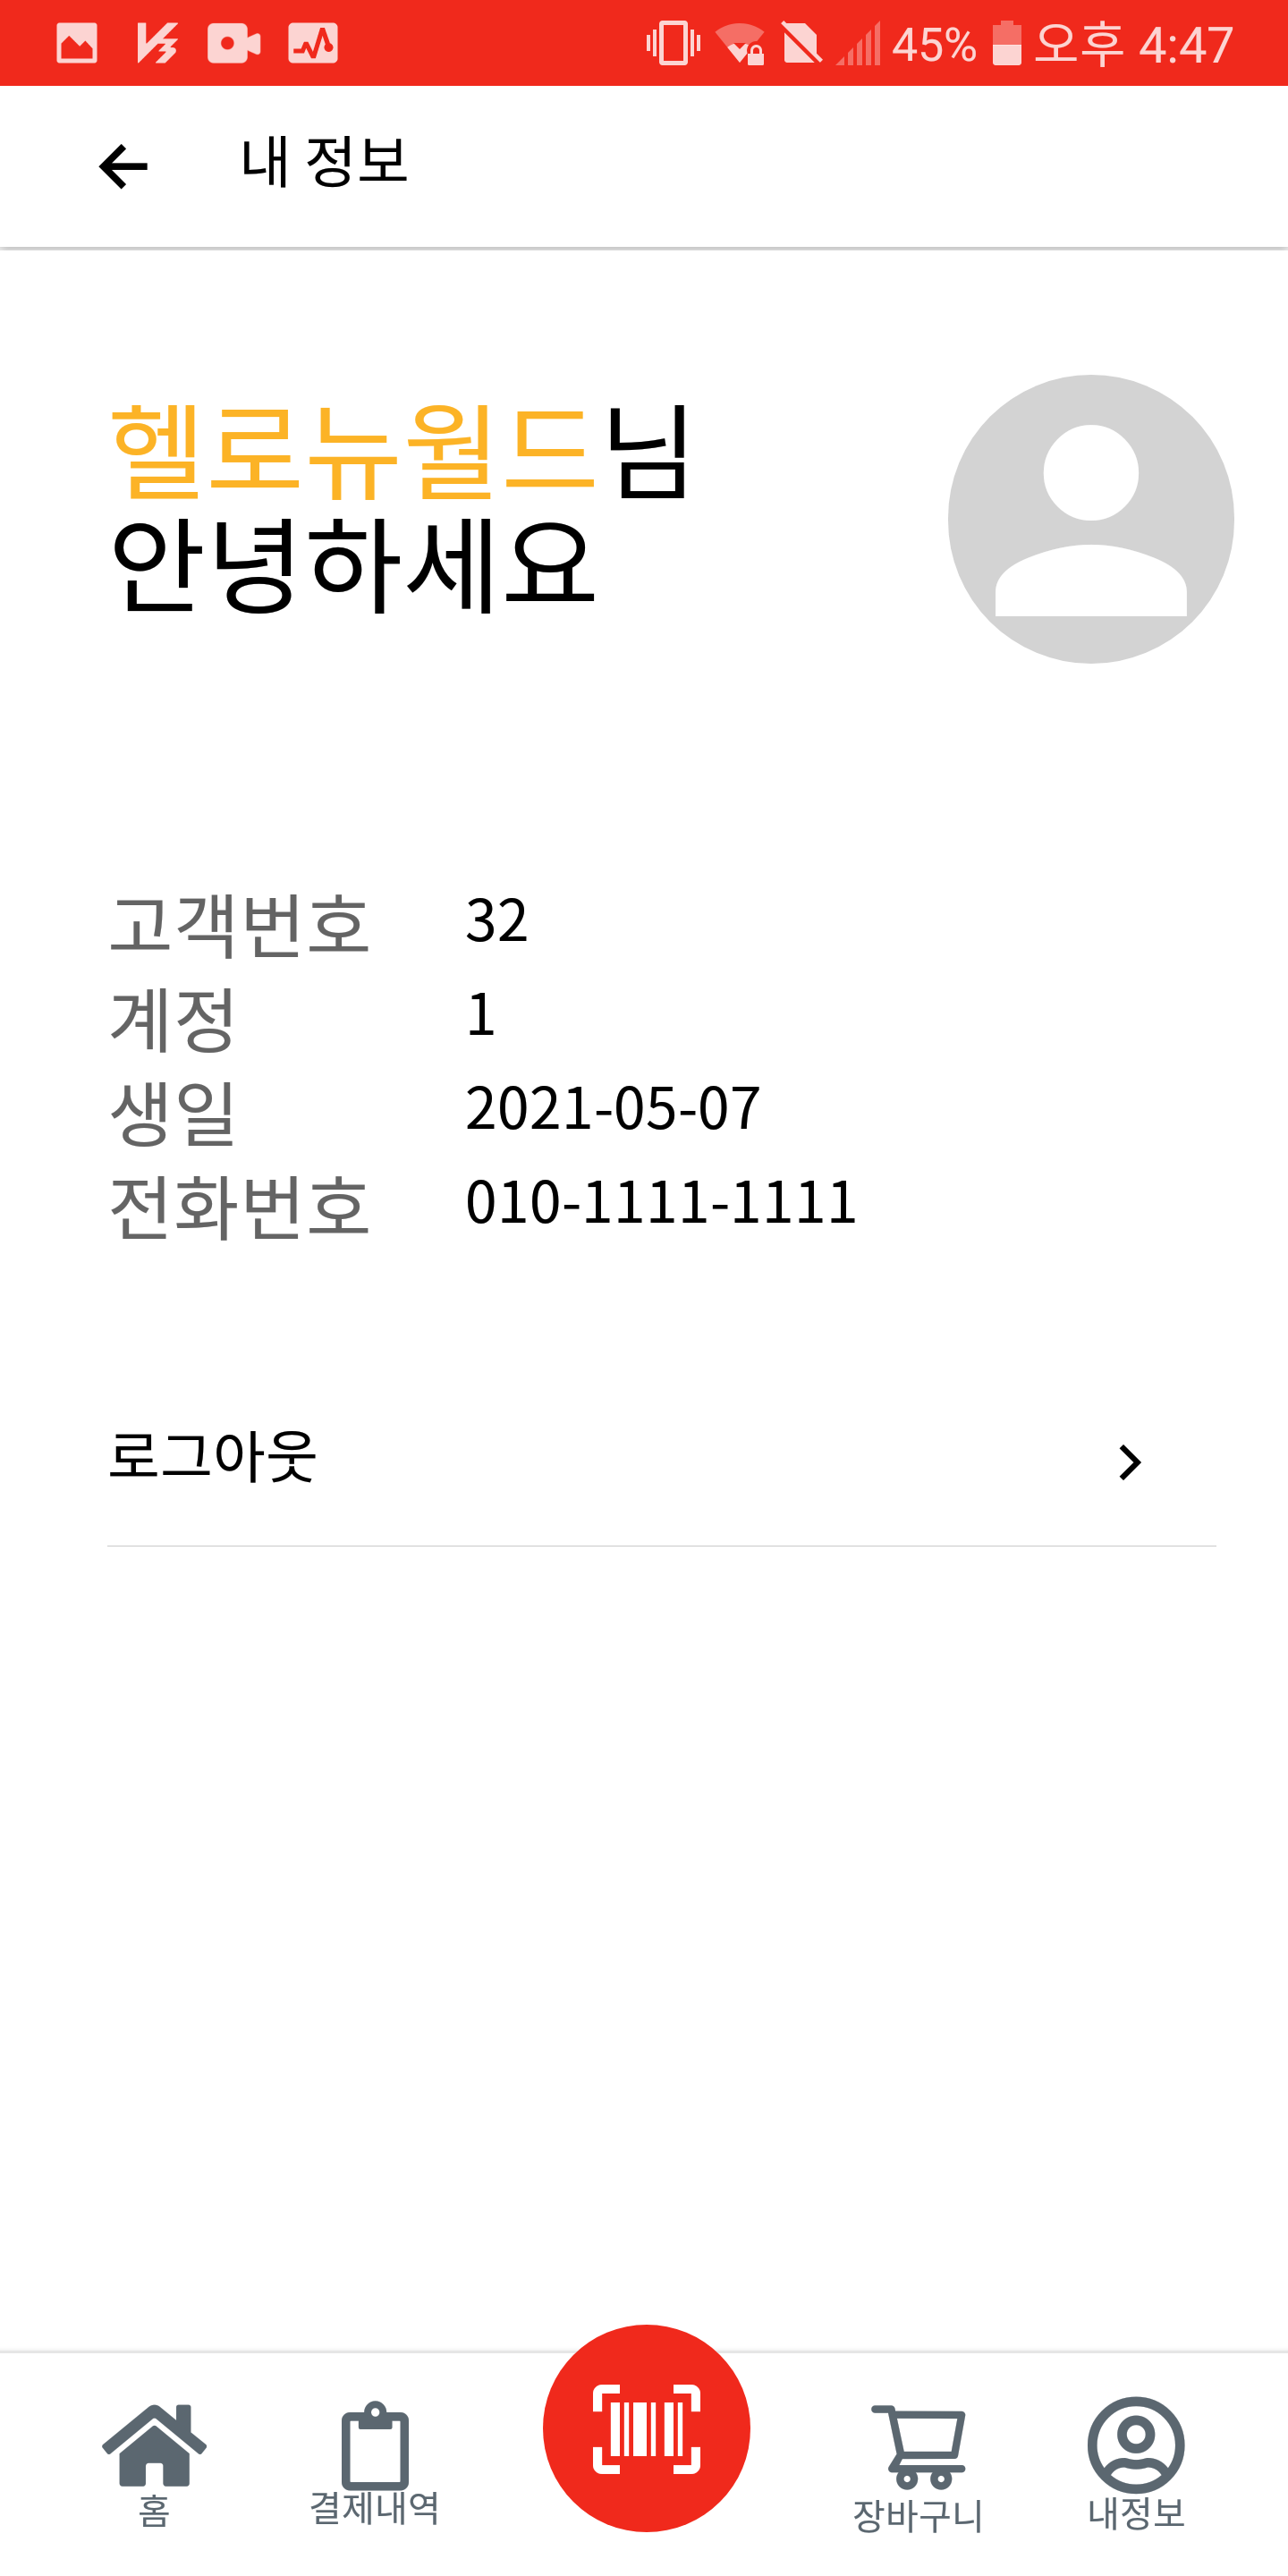 45% 오후 4:47
내 정보
헬로뉴월드님
안녕하세요
고객번호 32
계정 1
생일 2021-05-07
전화번호 010-1111-1111
로그아웃
홈 결제내역 장바구니 내정보